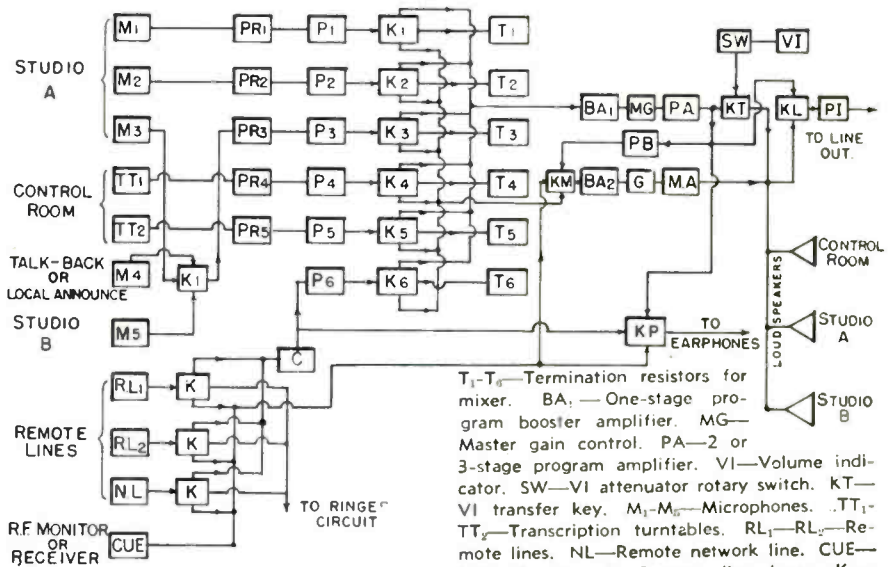 STUDIO A
M1 PR1 P1 K1 T1
M2 PR2 P2 K2 T2
M3 PR3 P3 K3 T3
CONTROL ROOM
TT1 PR4 P4 K4 T4
TT2 PR5 P5 K5 T5
TALK-BACK
OR
LOCAL ANNOUNCE
M4 K1 P6 K6 T6
STUDIO
B
M5
C
REMOTE
LINES
RL1 K
RL2 K
NL K
TO RINGER
CIRCUIT
R.F. MONITOR
OR
RECEIVER
CUE
SW VI
BA1 MG PA KT KL PI
TO LINE
OUT.
PB
KM BA2 G MA
KP
TO
EARPHONES
LOUD SPEAKERS
CONTROL
ROOM
STUDIO
A
STUDIO
B
T1-T6—Termination resistors for
mixer. BA1—One-stage pro-
gram booster amplifier. MG—
Master gain control. PA—2 or
3-stage program amplifier. VI—Volume indi-
cator. SW—VI attenuator rotary switch. KT—
VI transfer key. M1-M5—Microphones. TT1-
TT2—Transcription turntables. RL1—RL2—Re-
mote lines. NL—Remote network line. CUE—